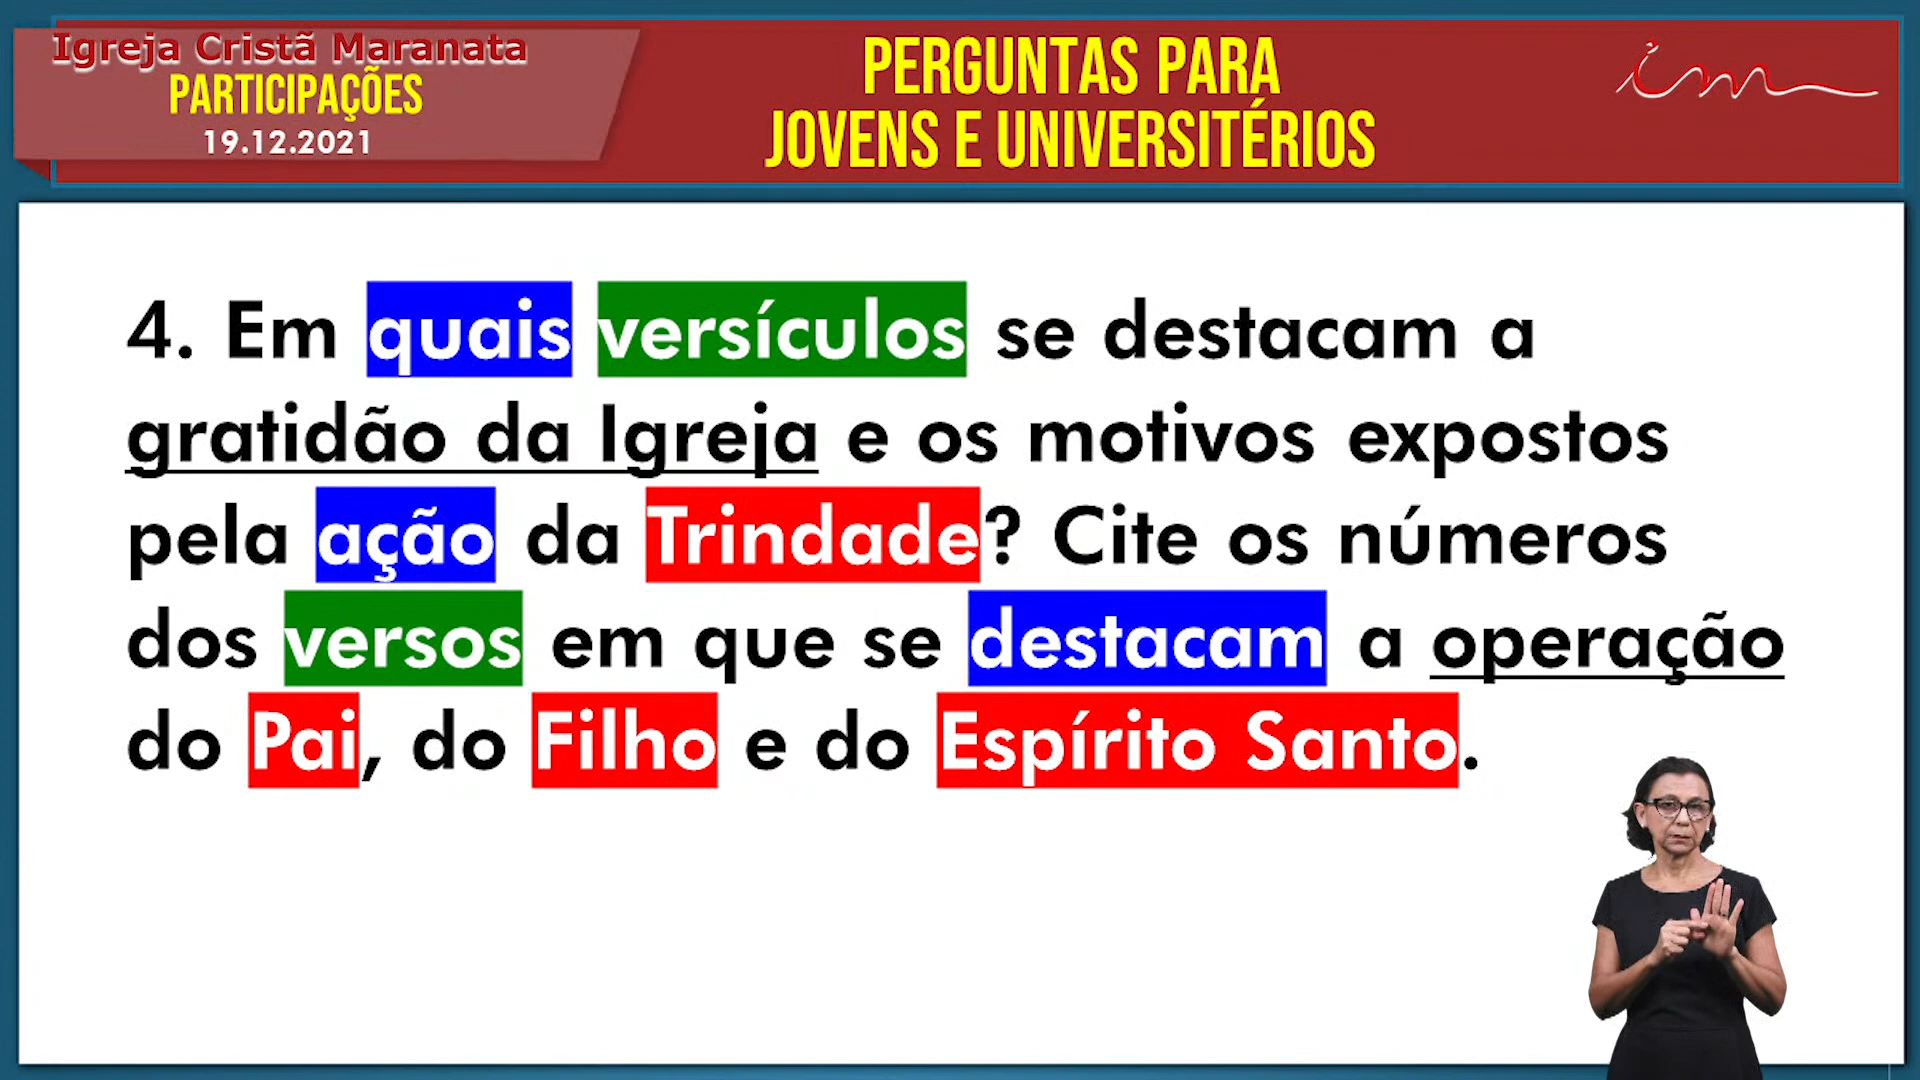 Igreja Cristã Maranata
PARTICIPAÇÕES
19.12.2021
PERGUNTAS PARA
JOVENS E UNIVERSITÉRIOS
im
4. Em quais versículos se destacam a
gratidão da Igreja e os motivos expostos
pela ação da Trindade? Cite os números
dos versos em que se destacam a operação
do Pai, do Filho e do Espírito Santo.